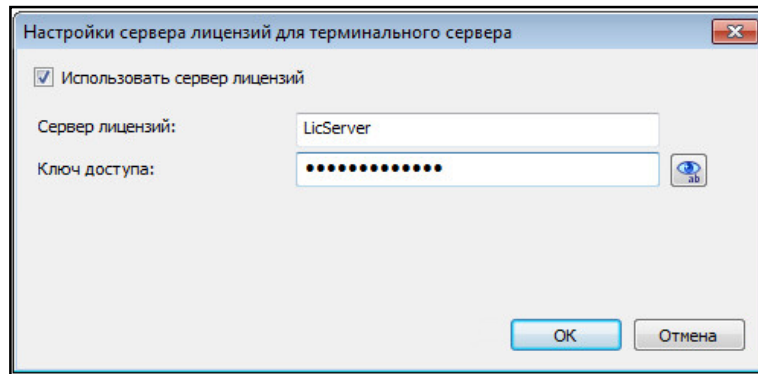 Настройки сервера лицензий для терминального сервера
Использовать сервер лицензий
Сервер лицензий: LicServer
Ключ доступа: •••••••••••••
ab
OK Отмена